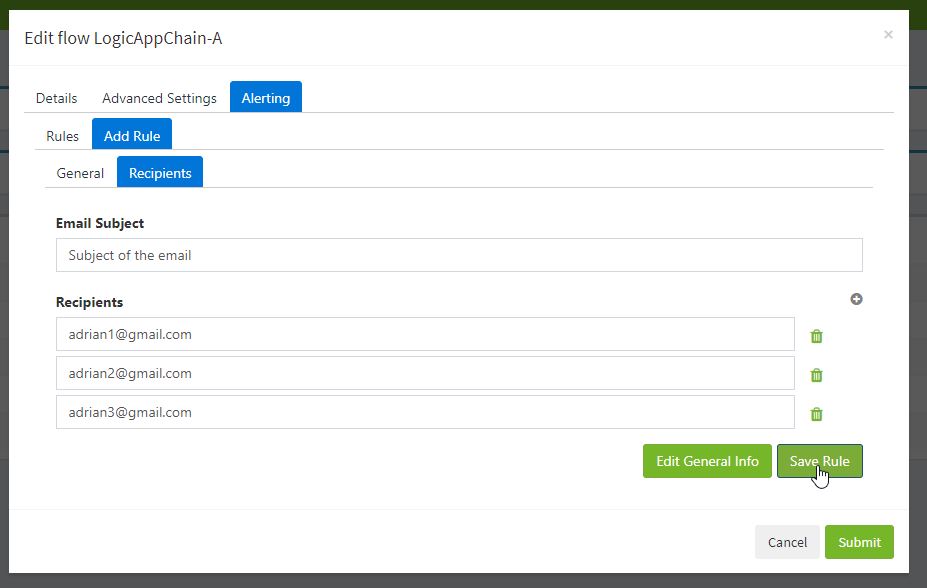 Edit flow LogicAppChain-A
×
Details Advanced Settings Alerting
Rules Add Rule
General Recipients
Email Subject
Subject of the email
Recipients
adrian1@gmail.com
adrian2@gmail.com
adrian3@gmail.com
Edit General Info Save Rule
Cancel Submit